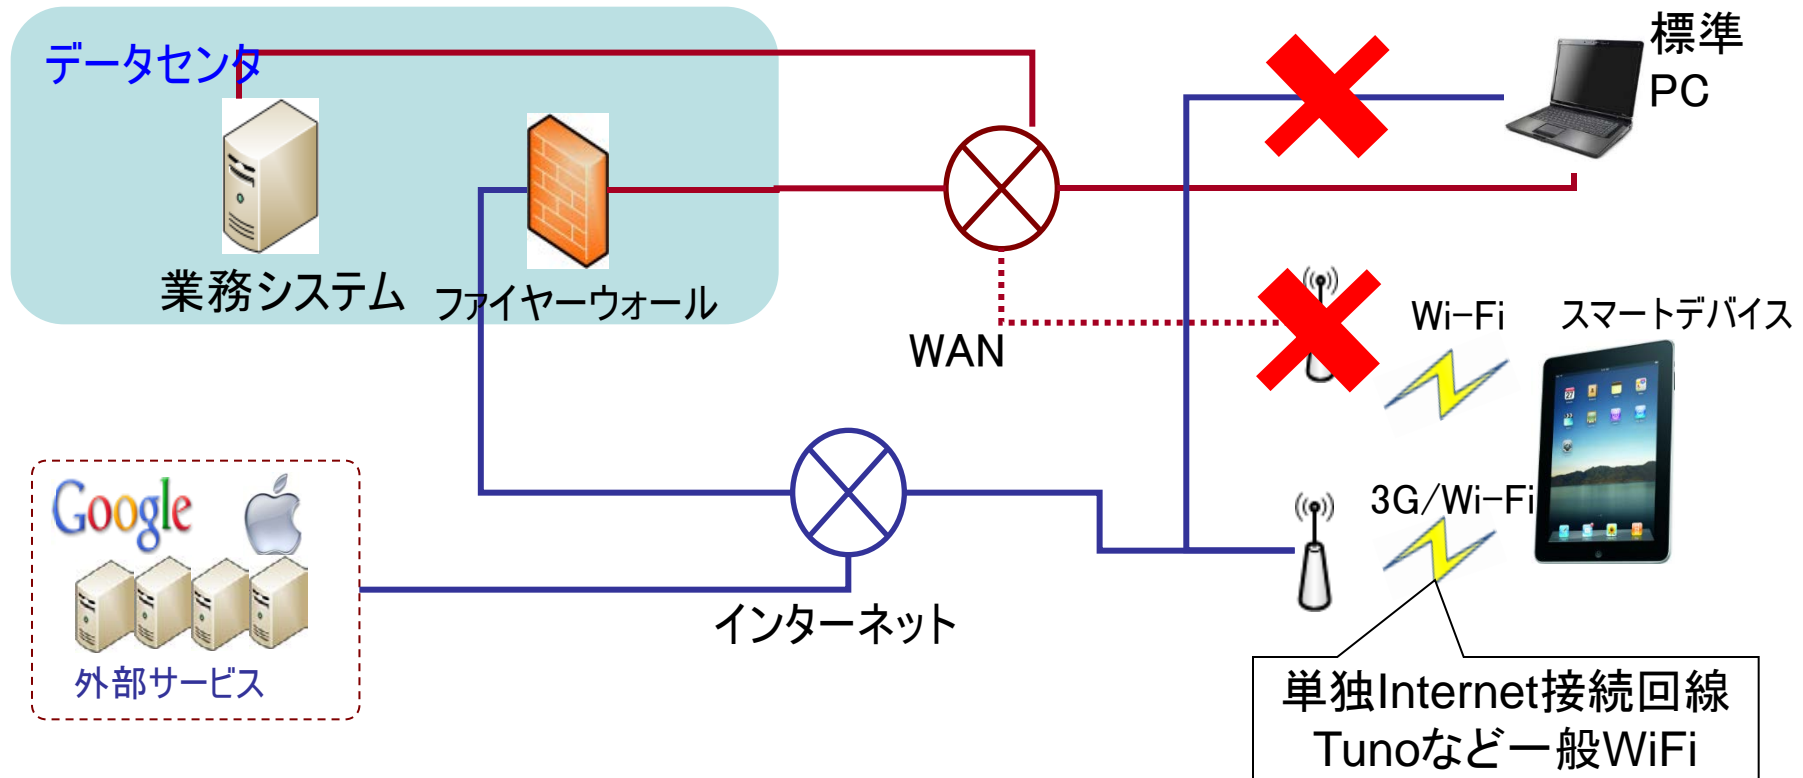 データセンタ
業務システム
ファイヤーウォール
標準
PC
WAN
Wi-Fi
スマートデバイス
3G/Wi-Fi
Google
外部サービス
インターネット
単独Internet接続回線
Tunoなど一般WiFi